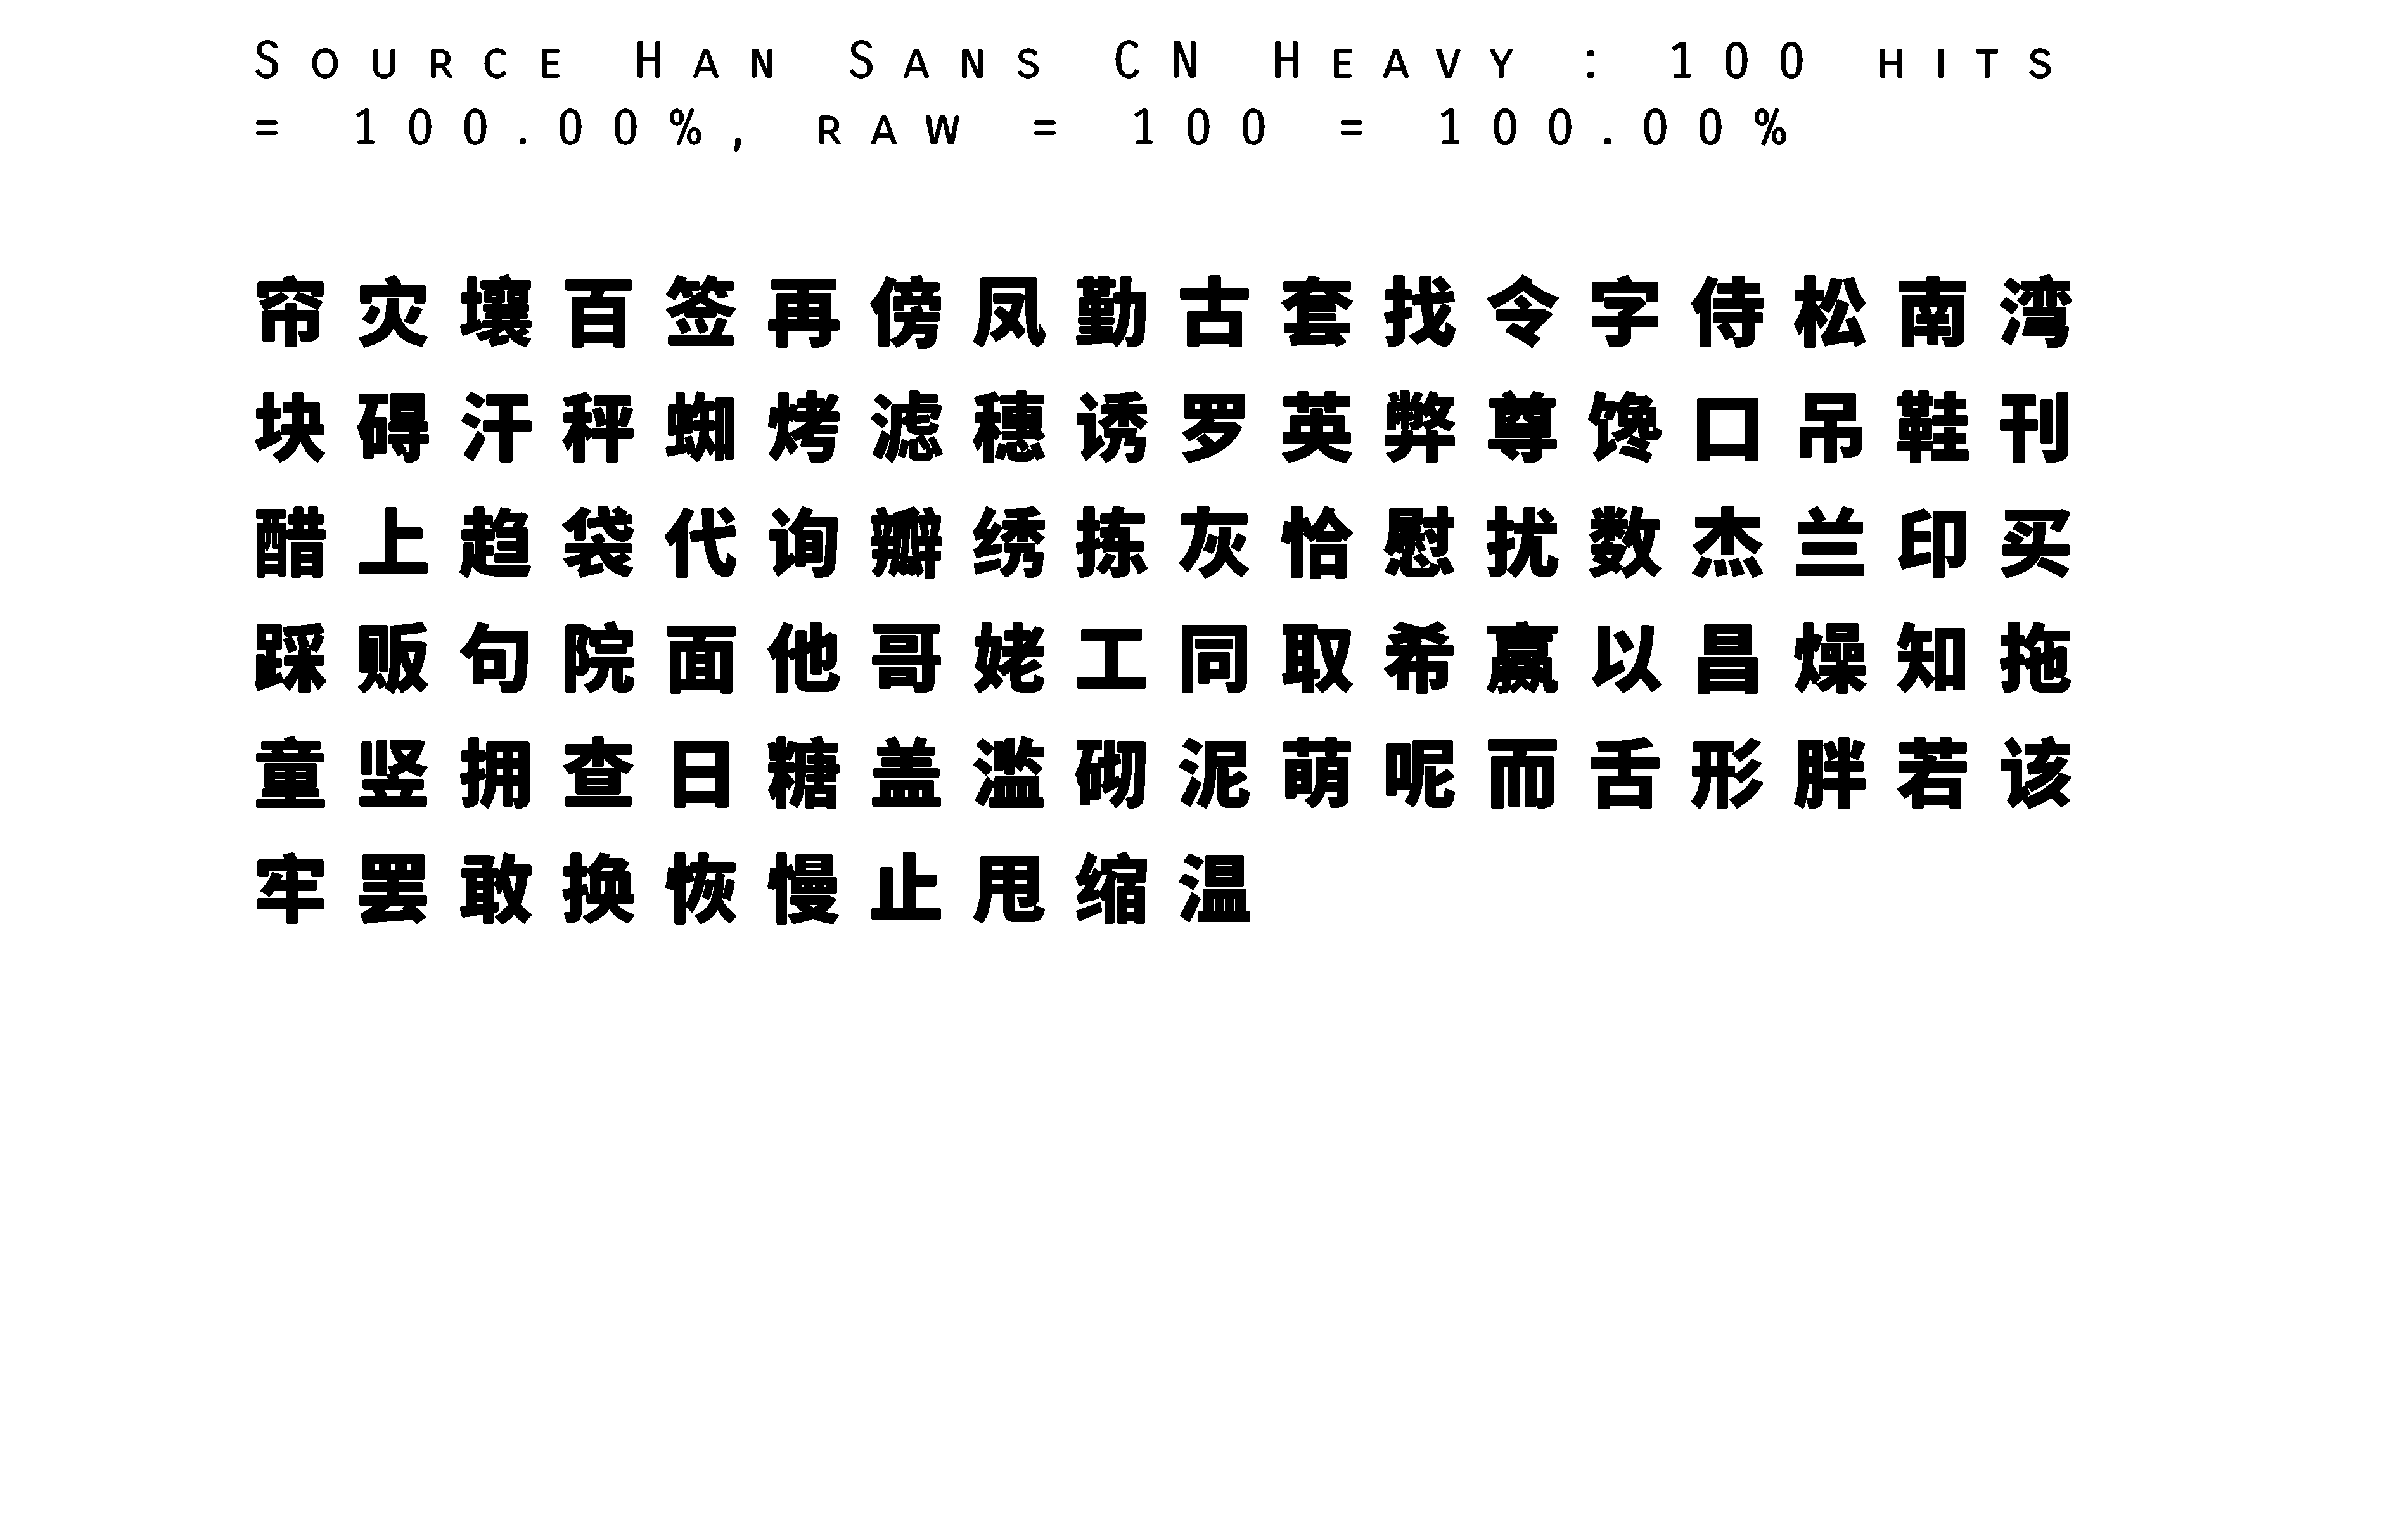 Source Han Sans CN Heavy : 100 hits
= 100.00%, raw = 100 = 100.00%
帘灾壤百签再傍凤勤古套找令字侍松南湾
块碍汗秤蜘烤滤穗诱罗英弊尊馋口吊鞋刊
醋上趋袋代询瓣绣拣灰恰慰扰数杰兰印买
踩贩句院面他哥姥工同取希赢以昌燥知拖
童竖拥查日糖盖滥砌泥萌呢而舌形胖若该
牢罢敢换恢慢止甩缩温